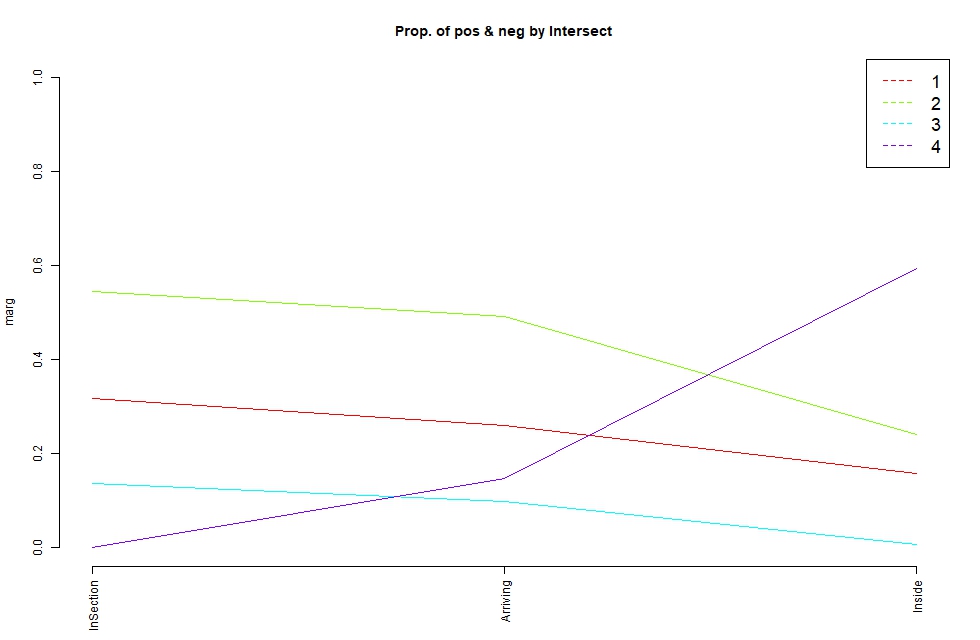 Prop. of pos & neg by Intersect
1
2
3
4
marg
1.0
0.8
0.6
0.4
0.2
0.0
InSection
Arriving
Inside